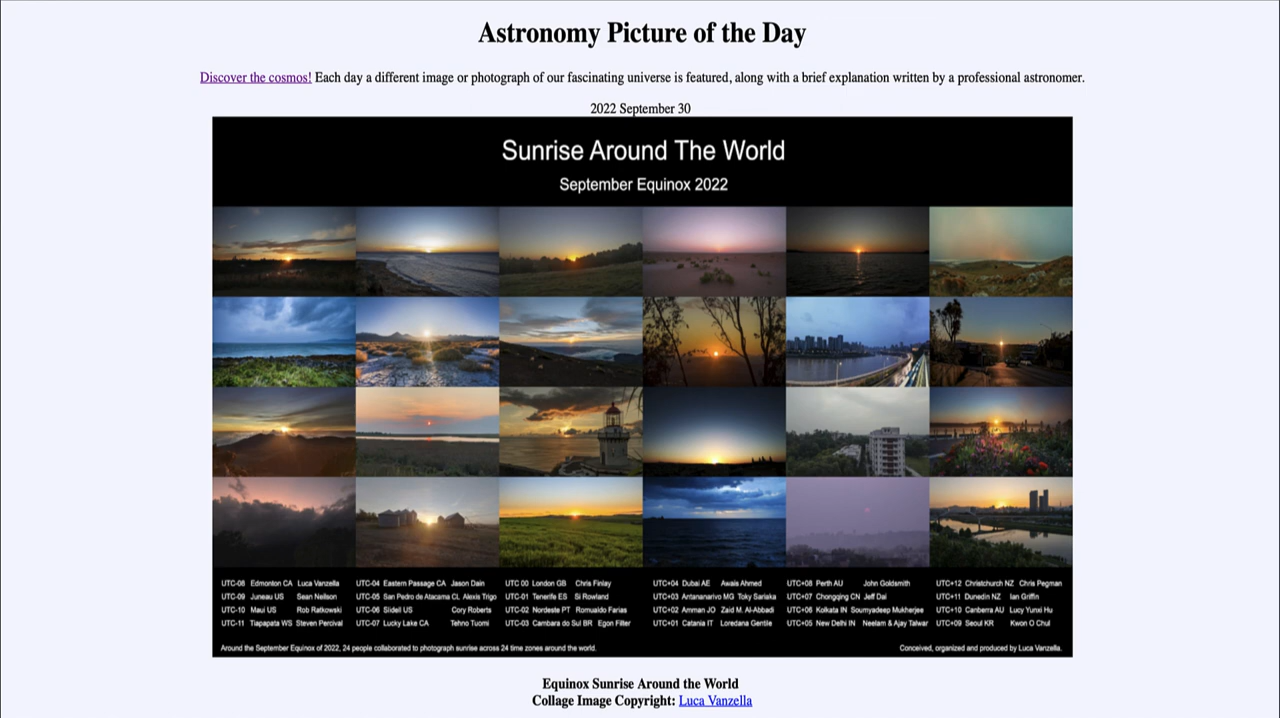 Astronomy Picture of the Day
Discover the cosmos! Each day a different image or photograph of our fascinating universe is featured, along with a brief explanation written by a professional astronomer.
2022 September 30
Sunrise Around The World
September Equinox 2022
UTC-08 Edmonton CA Luca Vanzella
UTC-09 Juneau US Sean Neilson
UTC-10 Maui US Rob Ratkowski
UTC-11 Tiapapata WS Steven Percival
UTC-04 Eastern Passage CA Jason Dain
UTC-05 San Pedro de Atacama CL Alexis Trigo
UTC-06 Slidell US Cory Roberts
UTC-07 Lucky Lake CA Tehno Tuomi
UTC 00 London GB Chris Finlay
UTC-01 Tenerife ES Si Rowland
UTC-02 Nordeste PT Romualdo Farias
UTC-03 Cambara do Sul BR Egon Filter
UTC+04 Dubai AE Awais Ahmed
UTC+03 Antananarivo MG Toky Sariaka
UTC+02 Amman JO Zaid M. Al-Abbadi
UTC+01 Catania IT Loredana Gentile
UTC+08 Perth AU John Goldsmith
UTC+07 Chongqing CN Jeff Dai
UTC+06 Kolkata IN Soumyadeep Mukherjee
UTC+05 New Delhi IN Neelam & Ajay Talwar
UTC+12 Christchurch NZ Chris Pegman
UTC+11 Dunedin NZ Ian Griffin
UTC+10 Canberra AU Lucy Yunxi Hu
UTC+09 Seoul KR Kwon O Chul
Around the September Equinox of 2022, 24 people collaborated to photograph sunrise across 24 time zones around the world.
Conceived, organized and produced by Luca Vanzella.
Equinox Sunrise Around the World
Collage Image Copyright: Luca Vanzella